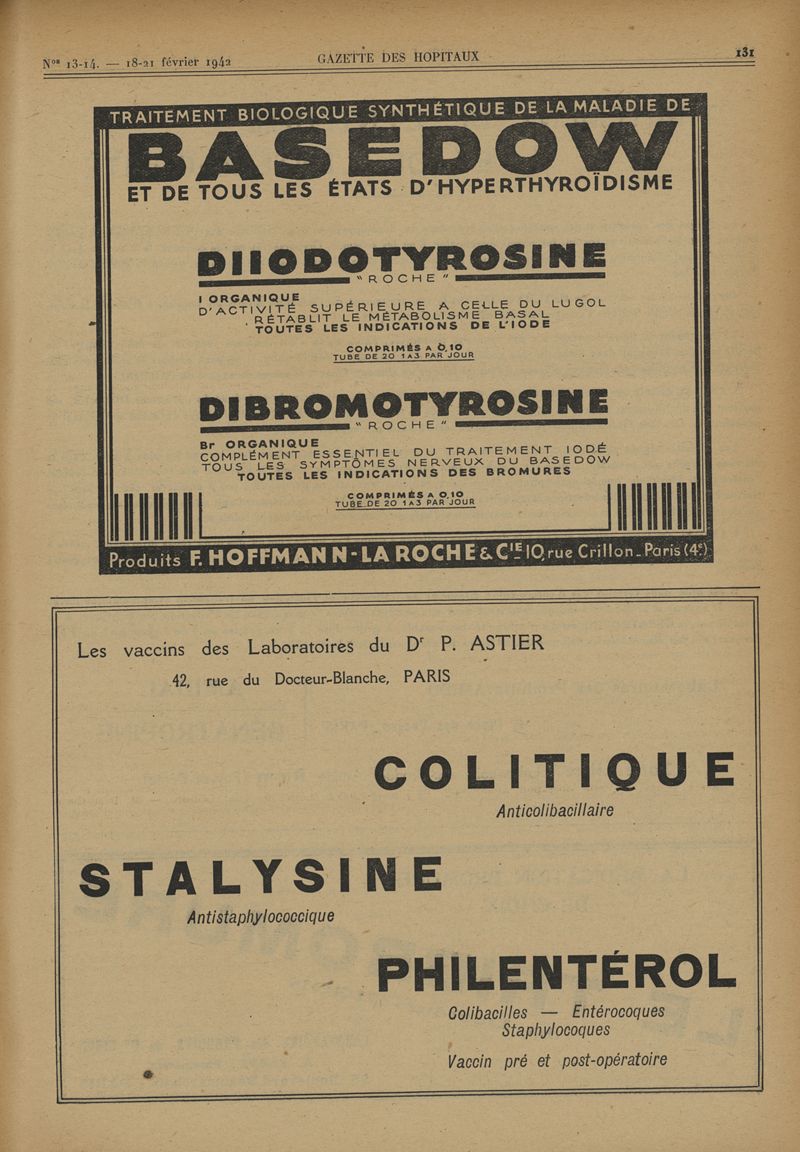 Nos 13-14. — 18-21 février 1942
GAZETTE DES HOPITAUX
131
TRAITEMENT BIOLOGIQUE SYNTHÉTIQUE DE LA MALADIE DE
BASEDOW
ET DE TOUS LES ÉTATS D'HYPERTHYROÏDISME
DIIODOTYROSINE
"ROCHE"
I ORGANIQUE
D'ACTIVITÉ SUPÉRIEURE A CELLE DU LUGOL
RÉTABLIT LE MÉTABOLISME BASAL
TOUTES LES INDICATIONS DE L'IODE
COMPRIMÉS A 0,10
TUBE DE 20 1 A 3 PAR JOUR
DIBROMOTYROSINE
"ROCHE"
Br ORGANIQUE
COMPLÉMENT ESSENTIEL DU TRAITEMENT IODÉ
TOUS LES SYMPTÔMES NERVEUX DU BASEDOW
TOUTES LES INDICATIONS DES BROMURES
COMPRIMÉS A 0,10
TUBE DE 20 1 A 3 PAR JOUR
Produits F. HOFFMANN-LA ROCHE & CIE 10, rue Crillon - Paris (4e)
Les vaccins des Laboratoires du Dr P. ASTIER
42, rue du Docteur-Blanche, PARIS
COLITIQUE
Anticolibacillaire
STALYSINE
Antistaphylococcique
PHILENTÉROL
Colibacilles — Entérocoques
Staphylocoques
Vaccin pré et post-opératoire